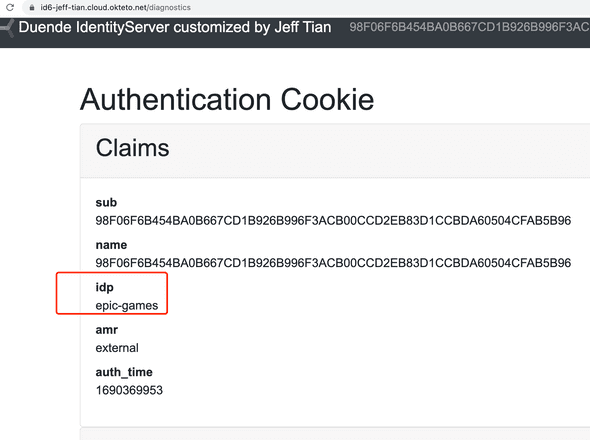 id6-jeff-tian.cloud.okteto.net/diagnostics
Duende IdentityServer customized by Jeff Tian 98F06F6B454BA0B667CD1B926B996F3AC
Authentication Cookie
Claims
sub
98F06F6B454BA0B667CD1B926B996F3ACB00CCD2EB83D1CCBDA60504CFAB5B96
name
98F06F6B454BA0B667CD1B926B996F3ACB00CCD2EB83D1CCBDA60504CFAB5B96
idp
epic-games
amr
external
auth_time
1690369953